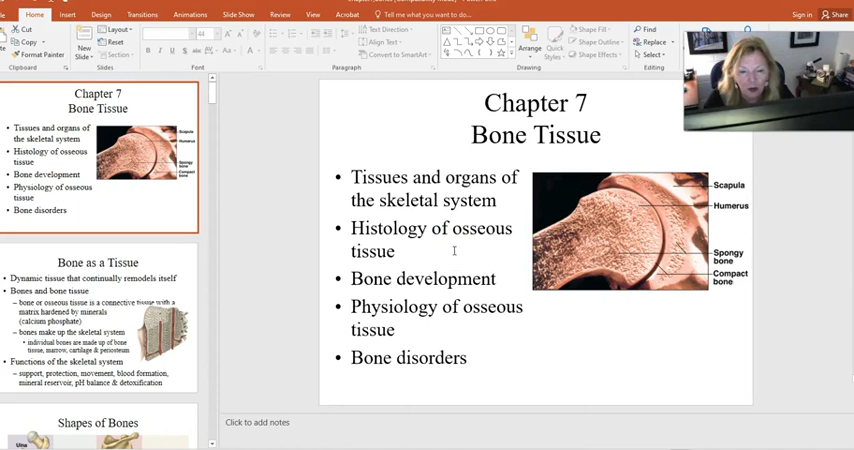 Home Insert Design Transitions Animations Slide Show Review View Acrobat Tell me what you want to do... Sign in Share
Cut
Copy
Format Painter
Clipboard
New
Slide
Layout
Reset
Section
Slides
44
Font
Paragraph
Text Direction
Align Text
Convert to SmartArt
Arrange
Quick
Styles
Shape Fill
Shape Outline
Shape Effects
Drawing
Find
Replace
Select
Editing
Chapter 7
Bone Tissue
• Tissues and organs of
the skeletal system
• Histology of osseous
tissue
• Bone development
• Physiology of osseous
tissue
• Bone disorders
Scapula
Humerus
Spongy
bone
Compact
bone
Bone as a Tissue
• Dynamic tissue that continually remodels itself
• Bones and bone tissue
– bone or osseous tissue is a connective tissue with a
matrix hardened by minerals
(calcium phosphate)
– bones make up the skeletal system
• individual bones are made up of bone
tissue, marrow, cartilage & periosteum
• Functions of the skeletal system
– support, protection, movement, blood formation,
mineral reservoir, pH balance & detoxification
Shapes of Bones
Ulna
Chapter 7
Bone Tissue
• Tissues and organs of
the skeletal system
• Histology of osseous
tissue
• Bone development
• Physiology of osseous
tissue
• Bone disorders
Scapula
Humerus
Spongy
bone
Compact
bone
Click to add notes